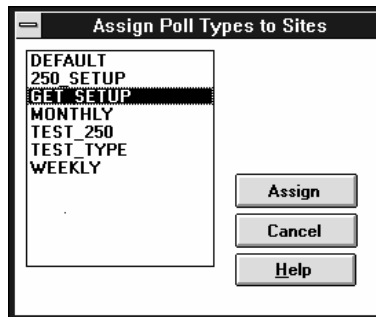 Assign Poll Types to Sites
DEFAULT
250_SETUP
GET_SETUP
MONTHLY
TEST_250
TEST_TYPE
WEEKLY
Assign
Cancel
Help